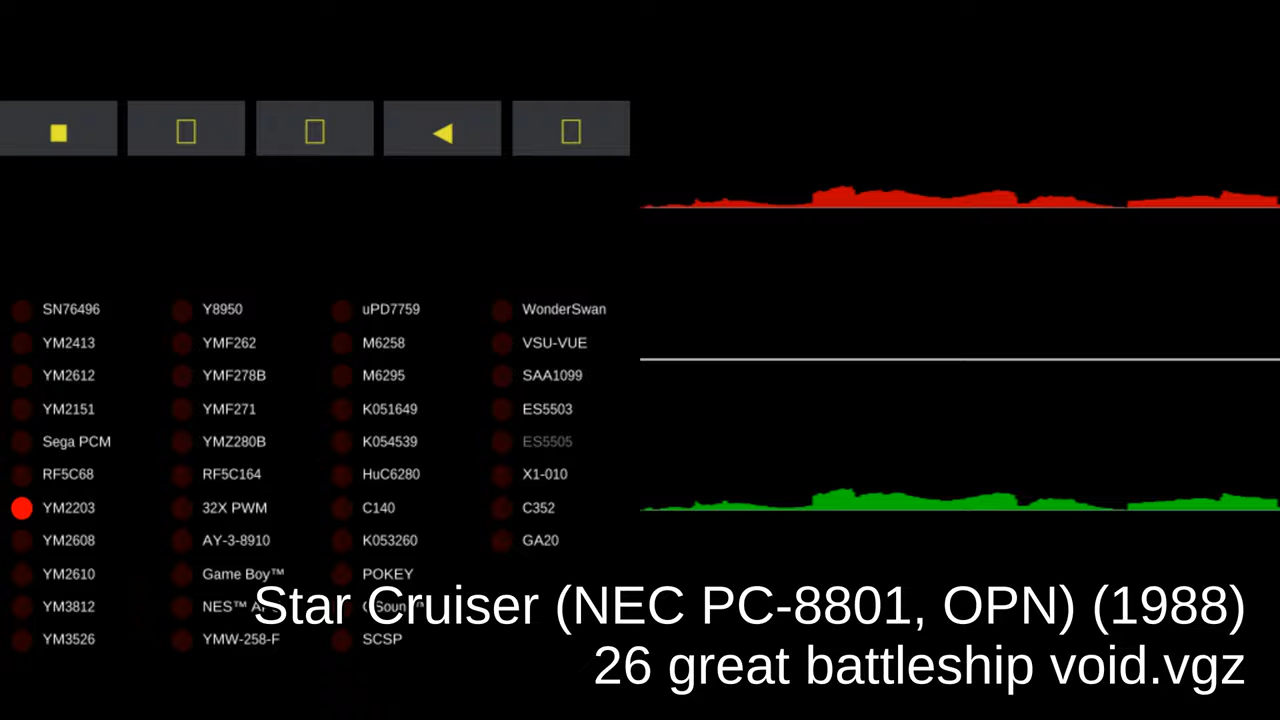 SN76496 Y8950 uPD7759 WonderSwan
YM2413 YMF262 M6258 VSU-VUE
YM2612 YMF278B M6295 SAA1099
YM2151 YMF271 K051649 ES5503
Sega PCM YMZ280B K054539 ES5505
RF5C68 RF5C164 HuC6280 X1-010
YM2203 32X PWM C140 C352
YM2608 AY-3-8910 K053260 GA20
YM2610 Game Boy™ POKEY
YM3812 NES™
YM3526 YMW-258-F SCSP
Star Cruiser (NEC PC-8801, OPN) (1988)
26 great battleship void.vgz